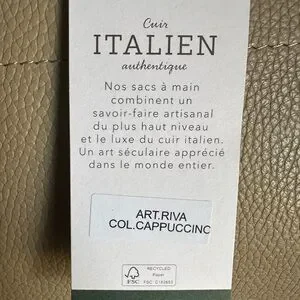 Cuir
ITALIEN
authentique
Nos sacs à main
combinent un
savoir-faire artisanal
du plus haut niveau
et le luxe du cuir italien.
Un art séculaire apprécié
dans le monde entier.
ART.RIVA
COL.CAPPUCCINO
RECYCLED
Paper
FSC